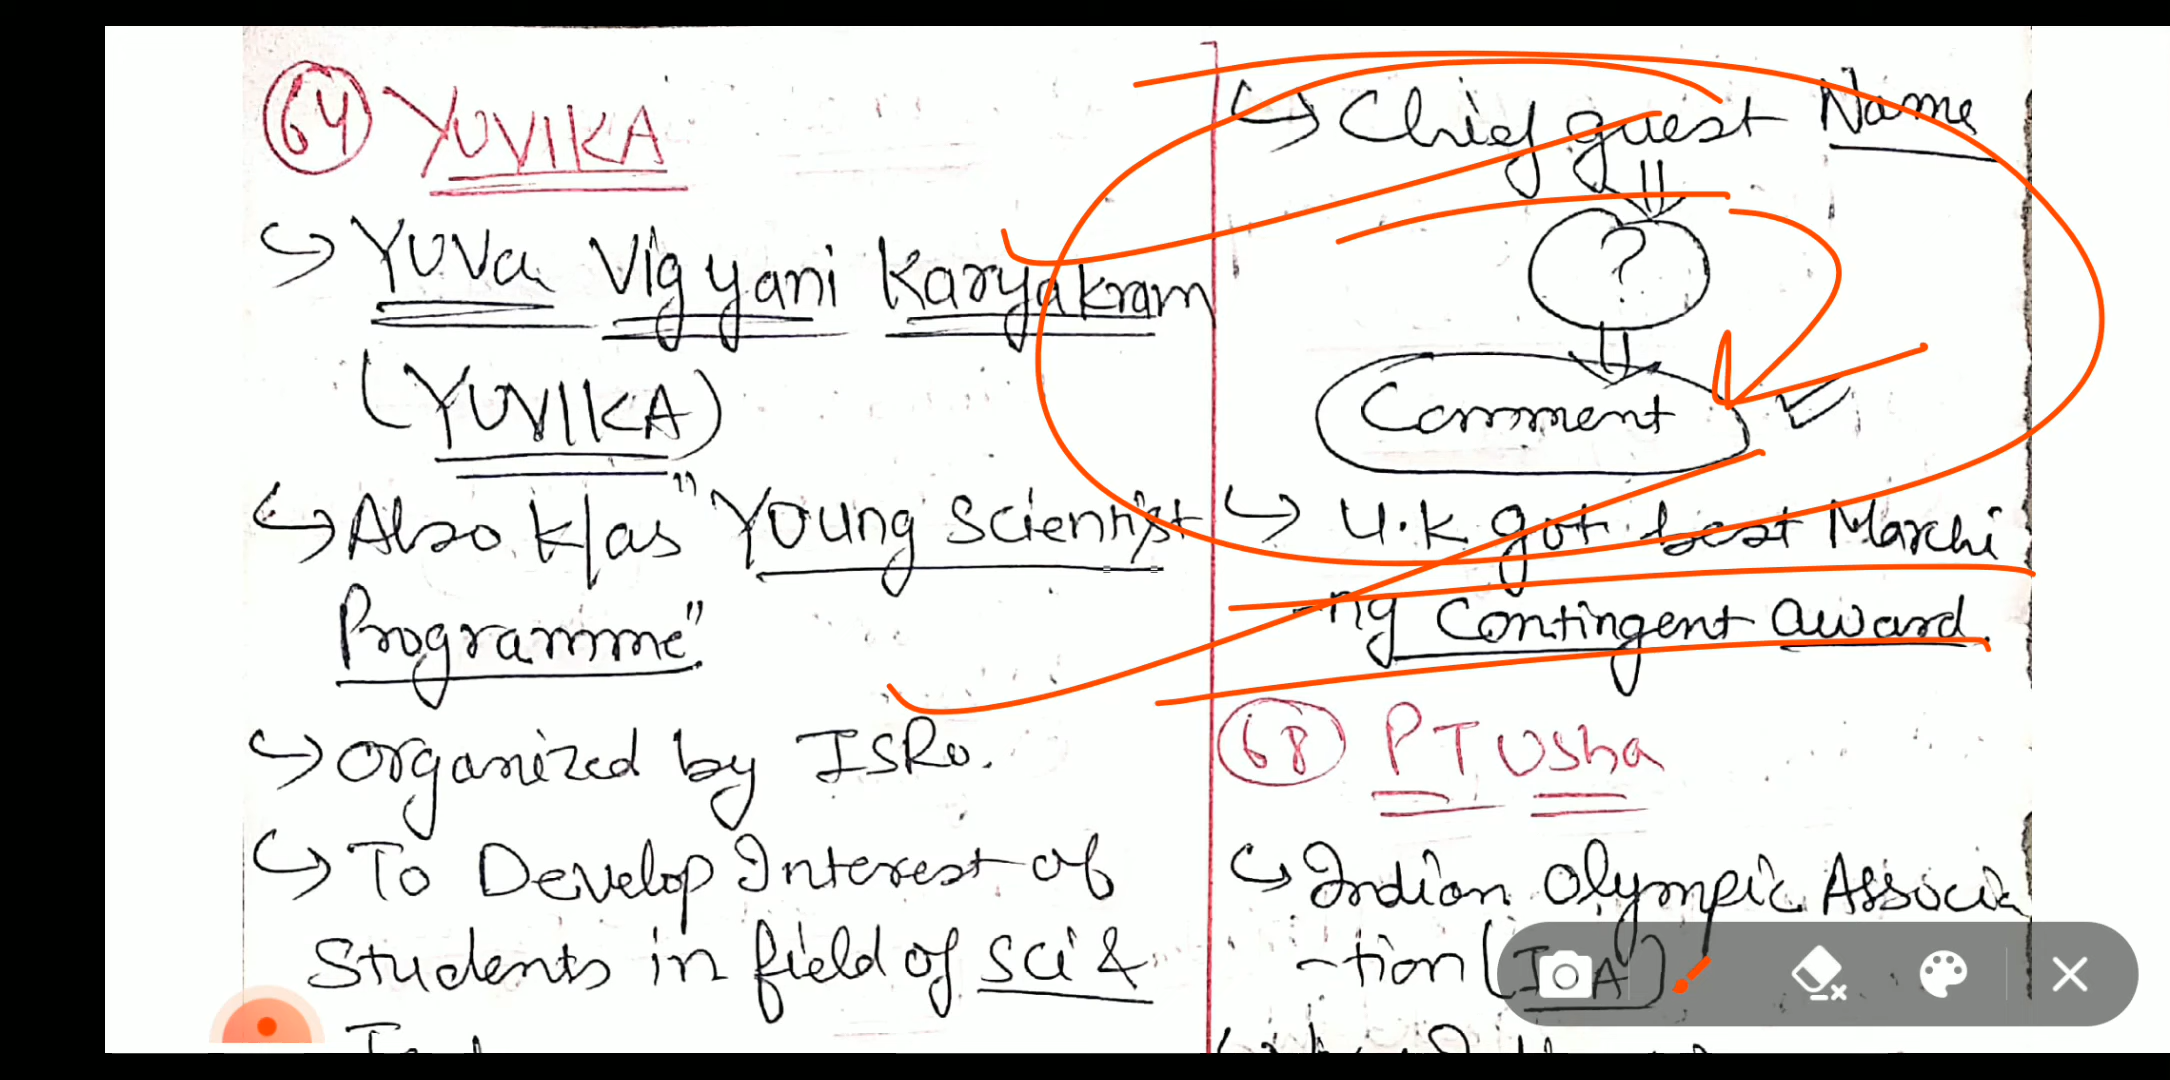 64 YUVIKA
↪ YUVa Vigyani Karyakram
(YUVIKA)
↪ Also k/as "Young Scientist
Programme"
↪ Organized by ISRO.
↪ To Develop Interest of
Students in field of Sci &
↪ Chief guest Name
?
Comment
↪ U.K got best Marchi
-ng Contingent award.
68 PT Usha
↪ Indian Olympic Associa
-tion (IOA)